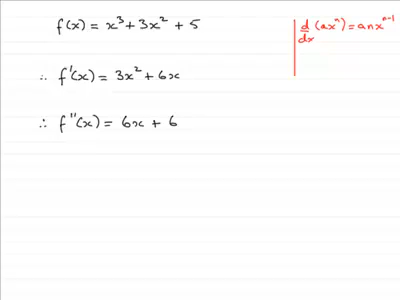 f(x) = x³ + 3x² + 5
d/dx (axⁿ) = anxⁿ⁻¹
∴ f'(x) = 3x² + 6x
∴ f''(x) = 6x + 6